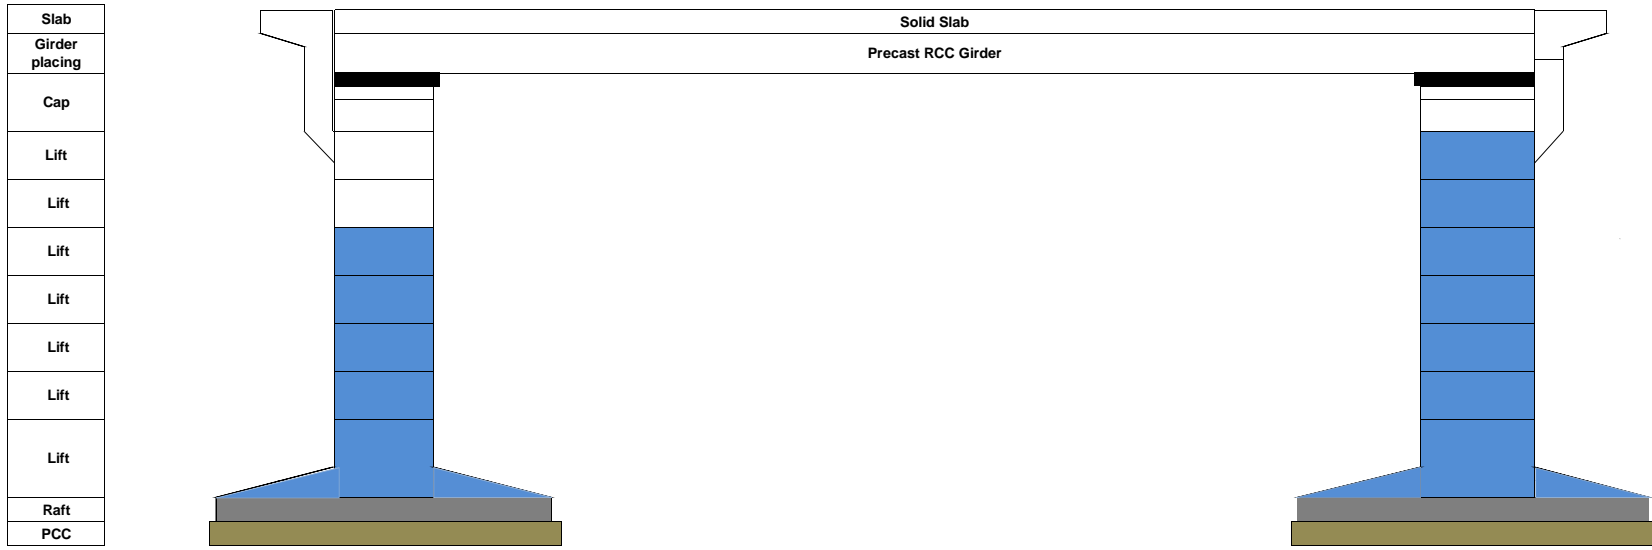 Slab
Solid Slab
Girder
placing
Precast RCC Girder
Cap
Lift
Lift
Lift
Lift
Lift
Lift
Lift
Raft
PCC